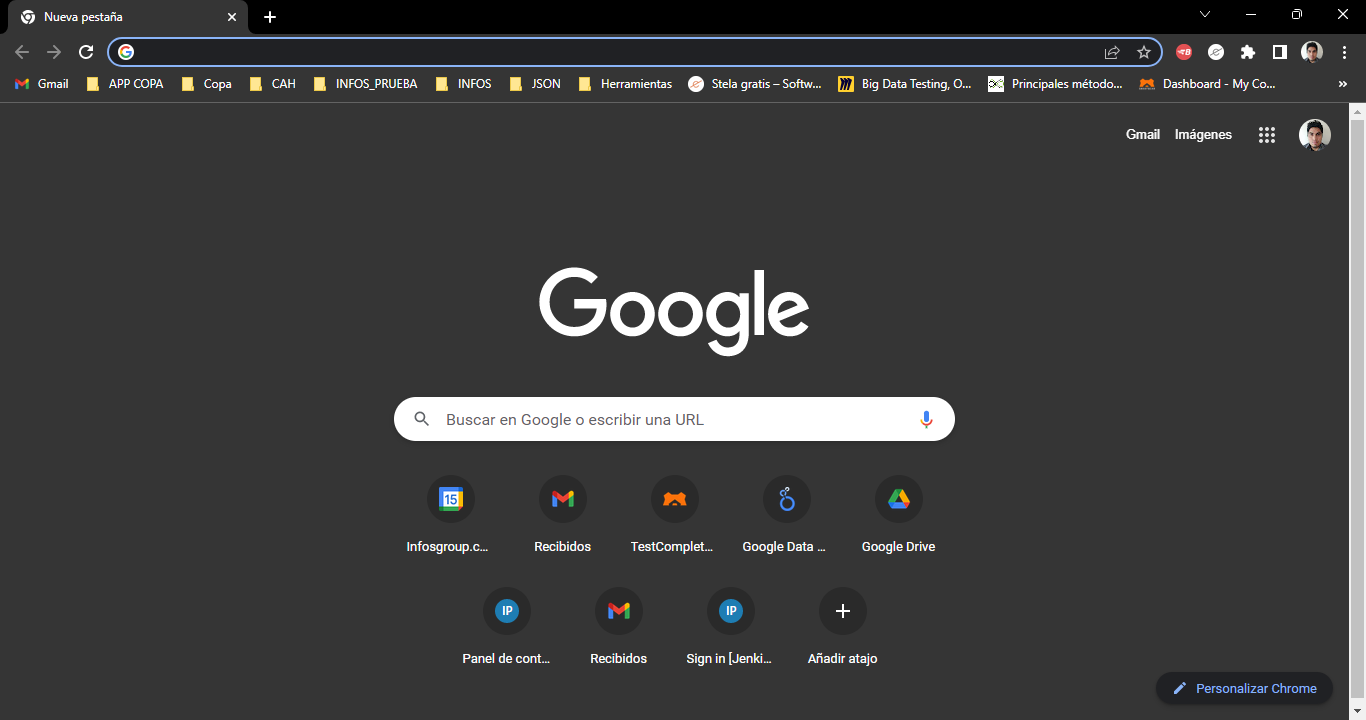 Nueva pestaña
Gmail APP COPA Copa CAH INFOS_PRUEBA INFOS JSON Herramientas Stela gratis – Softw... Big Data Testing, O... Principales método... Dashboard - My Co... »
Gmail Imágenes
Google
Buscar en Google o escribir una URL
15
Infosgroup.c... Recibidos TestComplet... Google Data ... Google Drive
IP IP
Panel de cont... Recibidos Sign in [Jenki... Añadir atajo
Personalizar Chrome